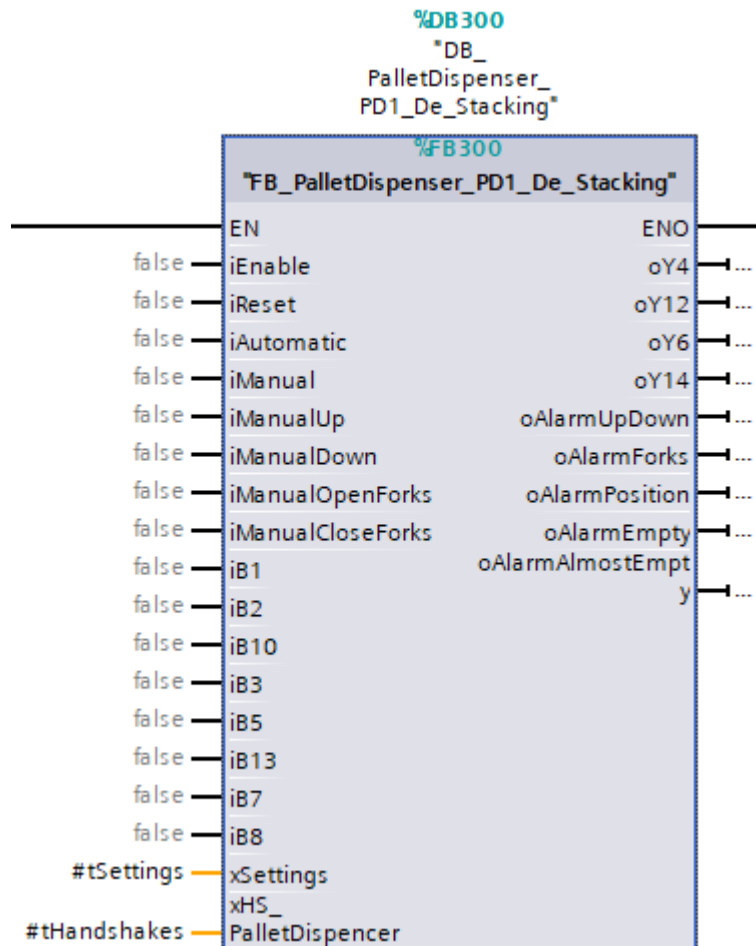 %DB300
"DB_
PalletDispenser_
PD1_De_Stacking"
%FB300
"FB_PalletDispenser_PD1_De_Stacking"
EN ENO
false iEnable oY4 ...
false iReset oY12 ...
false iAutomatic oY6 ...
false iManual oY14 ...
false iManualUp oAlarmUpDown ...
false iManualDown oAlarmForks ...
false iManualOpenForks oAlarmPosition ...
false iManualCloseForks oAlarmEmpty ...
false iB1 oAlarmAlmostEmpt
y ...
false iB2
false iB10
false iB3
false iB5
false iB13
false iB7
false iB8
#tSettings xSettings
xHS_
#tHandshakes PalletDispencer